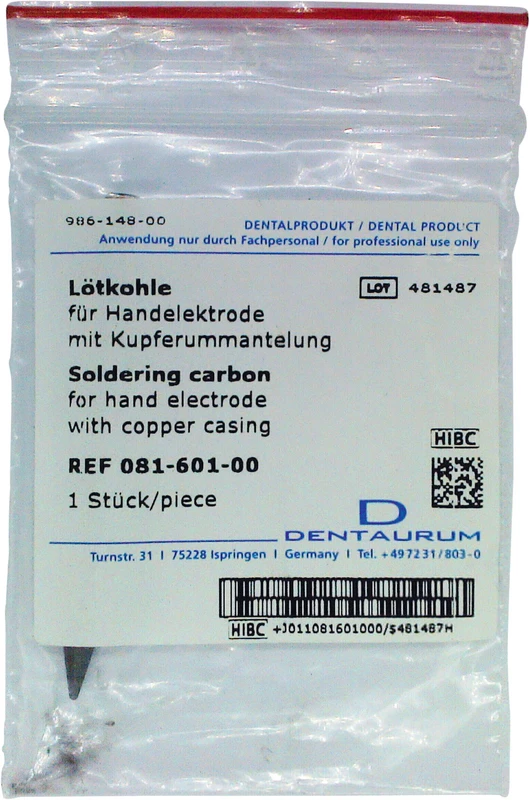 986-148-00
DENTALPRODUKT / DENTAL PRODUCT
Anwendung nur durch Fachpersonal / for professional use only
Lötkohle
LOT 481487
für Handelektrode
mit Kupferummantelung
Soldering carbon
for hand electrode
with copper casing
HIBC
REF 081-601-00
1 Stück/piece
D
DENTAURUM
Turnstr. 31 I 75228 Ispringen I Germany I Tel. +497231/803-0
HIBC +J011081601000/$481487H